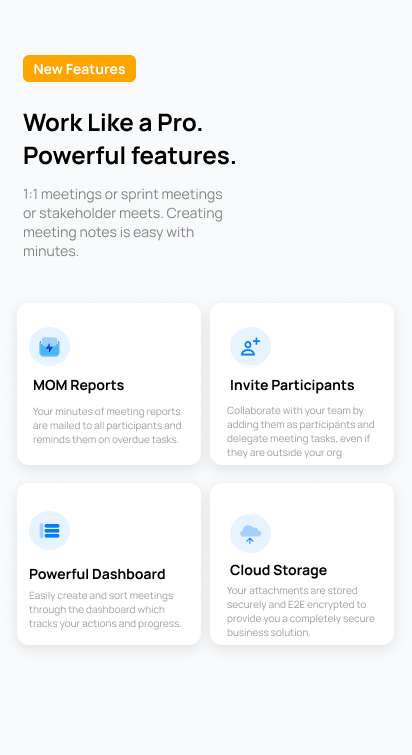 New Features
Work Like a Pro.
Powerful features.
1:1 meetings or sprint meetings
or stakeholder meets. Creating
meeting notes is easy with
minutes.
MOM Reports
Your minutes of meeting reports
are mailed to all participants and
reminds them on overdue tasks.
Invite Participants
Collaborate with your team by
adding them as participants and
delegate meeting tasks, even if
they are outside your org
Powerful Dashboard
Easily create and sort meetings
through the dashboard which
tracks your actions and progress.
Cloud Storage
Your attachments are stored
securely and E2E encrypted to
provide you a completely secure
business solution.